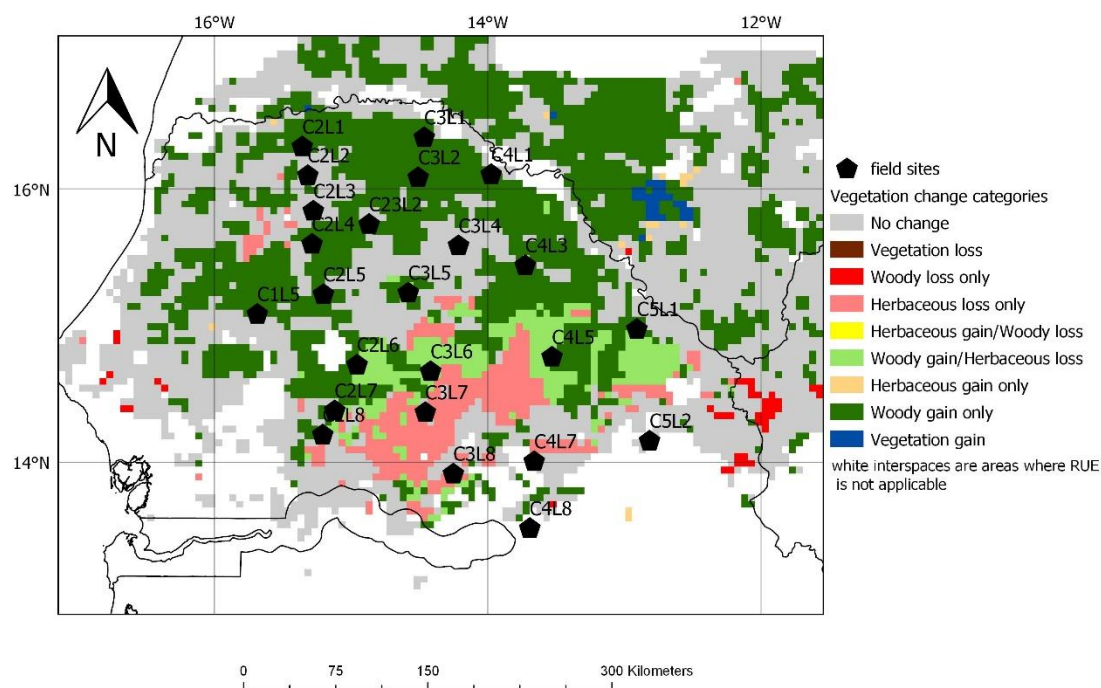 16°W 14°W 12°W
N
C3L1
C2L1
C4L1
C2L2
C3L2
16°N 16°N
C2L3
C23L2
C2L4
C3L4
C4L3
C2L5
C3L5
C1L5
C5L1
C4L5
C2L6
C3L6
C2L7
C3L7
C5L2
C4L7
14°N 14°N
C3L8
C4L8
field sites
Vegetation change categories
No change
Vegetation loss
Woody loss only
Herbaceous loss only
Herbaceous gain/Woody loss
Woody gain/Herbaceous loss
Herbaceous gain only
Woody gain only
Vegetation gain
white interspaces are areas where RUE
is not applicable
0 75 150 300 Kilometers